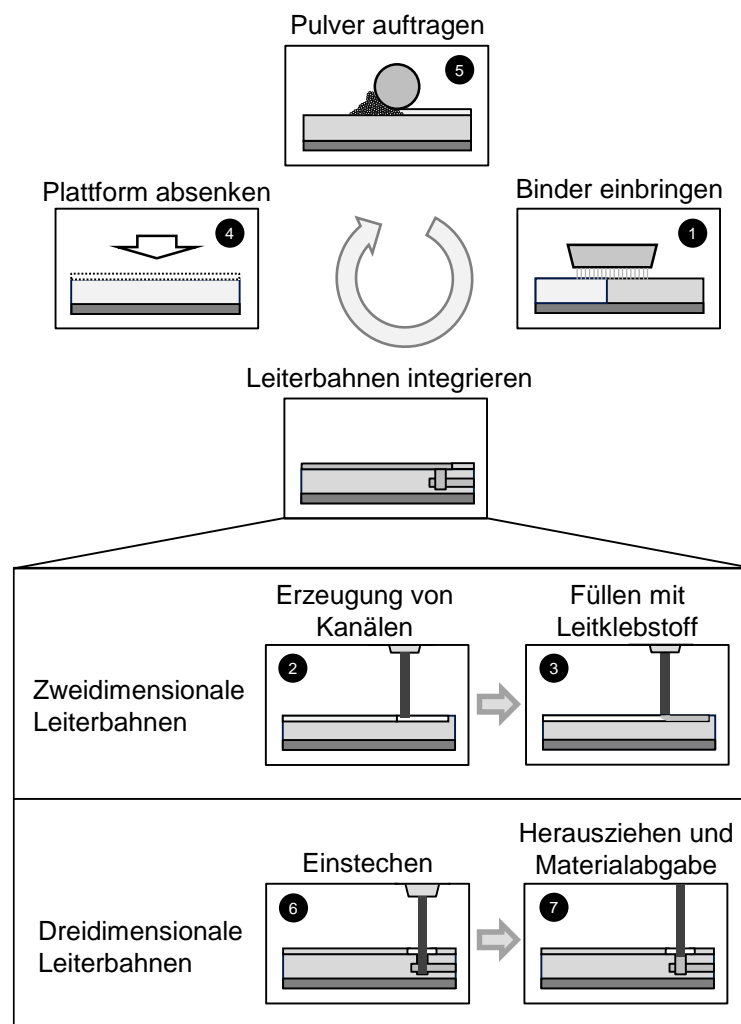 Pulver auftragen
5
Plattform absenken
4
Binder einbringen
1
Leiterbahnen integrieren
Erzeugung von
Kanälen
Füllen mit
Leitklebstoff
2
3
Zweidimensionale
Leiterbahnen
Einstechen
Herausziehen und
Materialabgabe
6
7
Dreidimensionale
Leiterbahnen